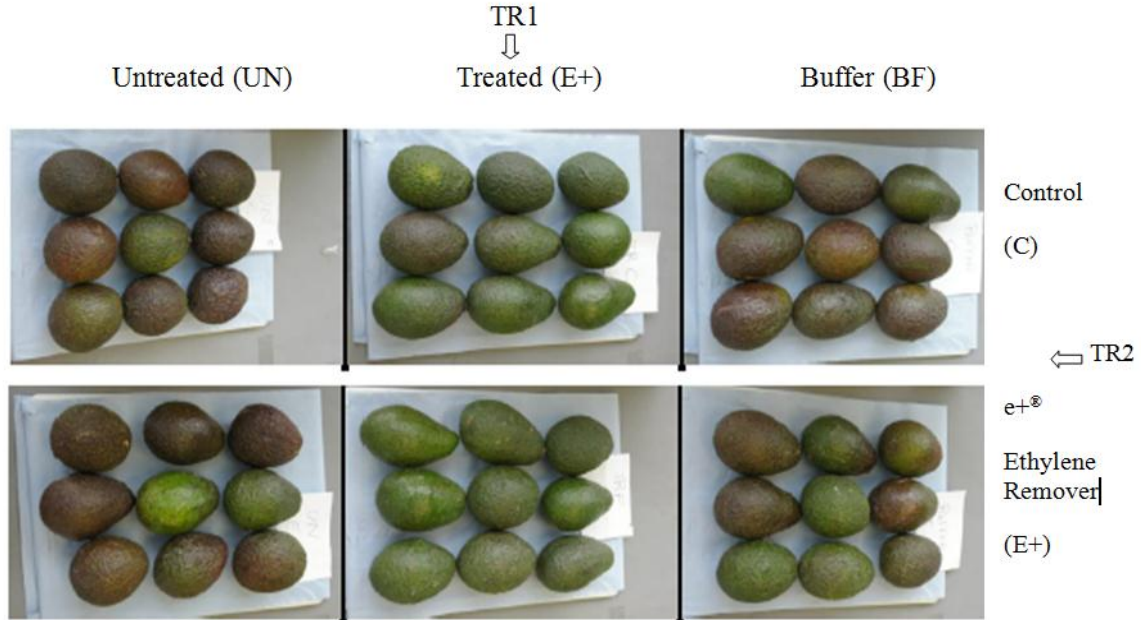 TR1
⇩
Untreated (UN)
Treated (E+)
Buffer (BF)
Control
(C)
⇦ TR2
e+®
Ethylene
Remover
(E+)